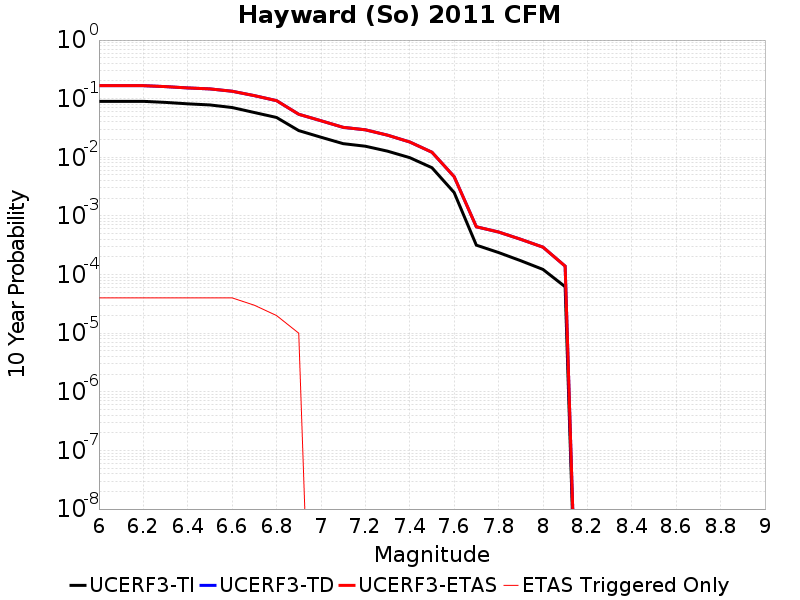 Hayward (So) 2011 CFM
10 Year Probability
10^0
10^-1
10^-2
10^-3
10^-4
10^-5
10^-6
10^-7
10^-8
6 6.2 6.4 6.6 6.8 7 7.2 7.4 7.6 7.8 8 8.2 8.4 8.6 8.8 9
Magnitude
UCERF3-TI UCERF3-TD UCERF3-ETAS ETAS Triggered Only